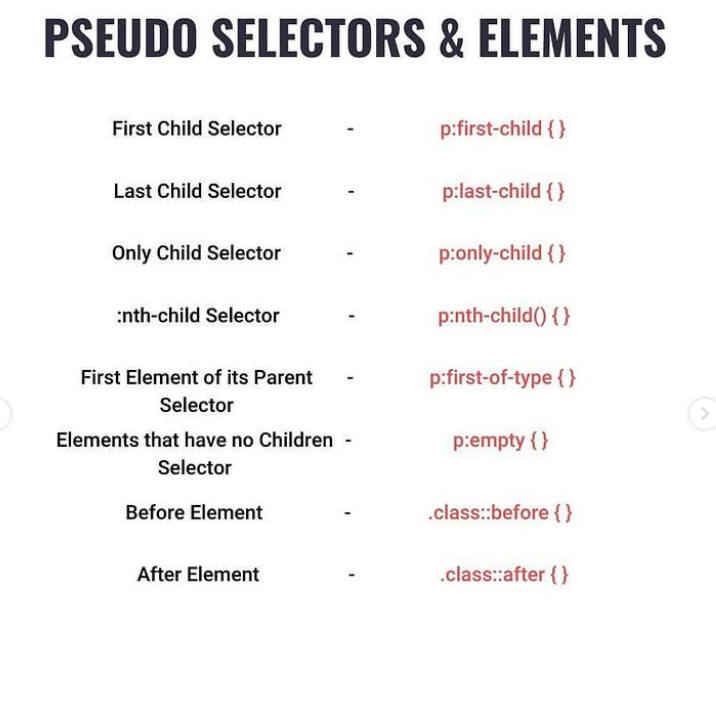 PSEUDO SELECTORS & ELEMENTS
First Child Selector - p:first-child { }
Last Child Selector - p:last-child { }
Only Child Selector - p:only-child { }
:nth-child Selector - p:nth-child() { }
First Element of its Parent - p:first-of-type { }
Selector
Elements that have no Children - p:empty { }
Selector
Before Element - .class::before { }
After Element - .class::after { }